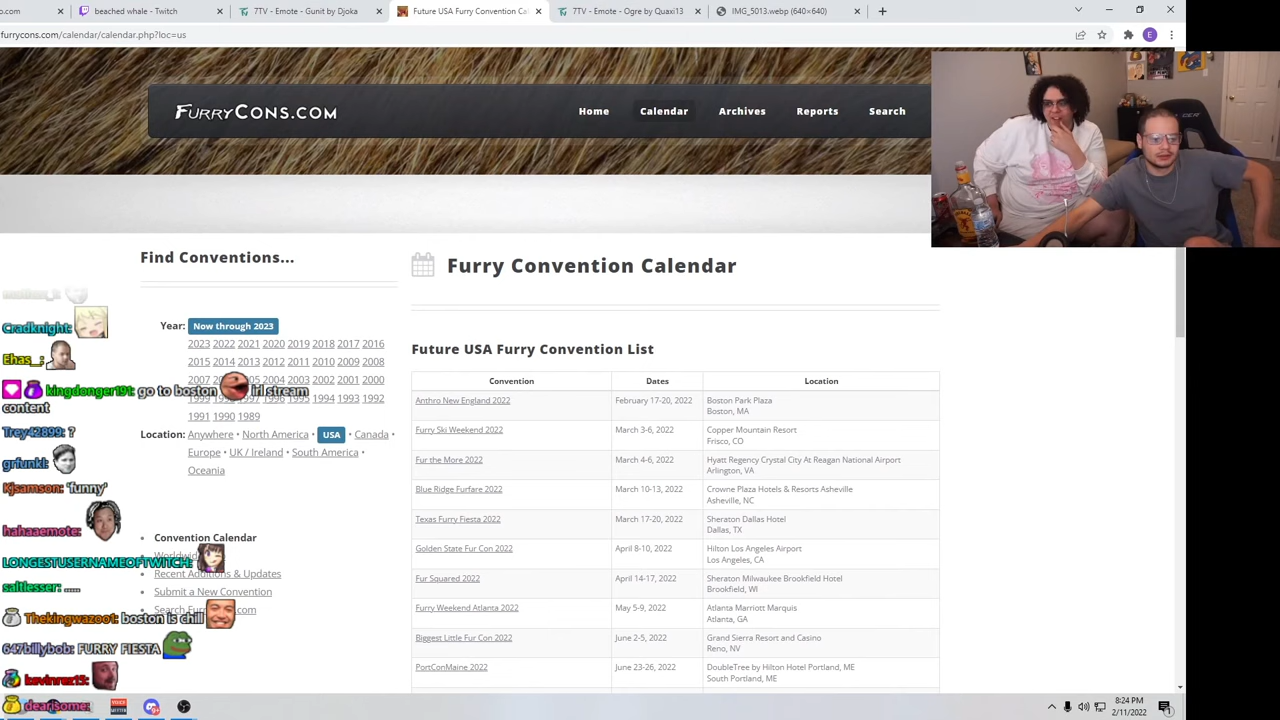 o.com
beached whale - Twitch
7TV - Emote - Gunit by Djoka
Future USA Furry Convention Cal
7TV - Emote - Ogre by Quaxi13
IMG_5013.webp (640×640)
furrycons.com/calendar/calendar.php?loc=us
E
FurryCons.com
Home
Calendar
Archives
Reports
Search
Find Conventions...
Year: Now through 2023
2023 2022 2021 2020 2019 2018 2017 2016
2015 2014 2013 2012 2011 2010 2009 2008
2007 2005 2004 2003 2002 2001 2000
1999 1997 1996 1995 1994 1993 1992
1991 1990 1989
Location: Anywhere • North America • USA • Canada •
Europe • UK / Ireland • South America •
Oceania
Convention Calendar
Recent Additions & Updates
Submit a New Convention
Cradknight:
Ehas__:
kingdonger191: go to boston irl stream
content
Trey42899: ?
grfunkl:
Kjsamson: 'funny'
hahaaemote:
LONGESTUSERNAMEOFTWITCH:
saltlesser: .....
Thekingwazoo1: boston is chill
647billybob: FURRY FIESTA
kevinrez15:
dearisome:
Furry Convention Calendar
Future USA Furry Convention List
Convention Dates Location
Anthro New England 2022 February 17-20, 2022 Boston Park Plaza
Boston, MA
Furry Ski Weekend 2022 March 3-6, 2022 Copper Mountain Resort
Frisco, CO
Fur the More 2022 March 4-6, 2022 Hyatt Regency Crystal City At Reagan National Airport
Arlington, VA
Blue Ridge Furfare 2022 March 10-13, 2022 Crowne Plaza Hotels & Resorts Asheville
Asheville, NC
Texas Furry Fiesta 2022 March 17-20, 2022 Sheraton Dallas Hotel
Dallas, TX
Golden State Fur Con 2022 April 8-10, 2022 Hilton Los Angeles Airport
Los Angeles, CA
Fur Squared 2022 April 14-17, 2022 Sheraton Milwaukee Brookfield Hotel
Brookfield, WI
Furry Weekend Atlanta 2022 May 5-9, 2022 Atlanta Marriott Marquis
Atlanta, GA
Biggest Little Fur Con 2022 June 2-5, 2022 Grand Sierra Resort and Casino
Reno, NV
PortConMaine 2022 June 23-26, 2022 DoubleTree by Hilton Hotel Portland, ME
South Portland, ME
8:24 PM
2/11/2022